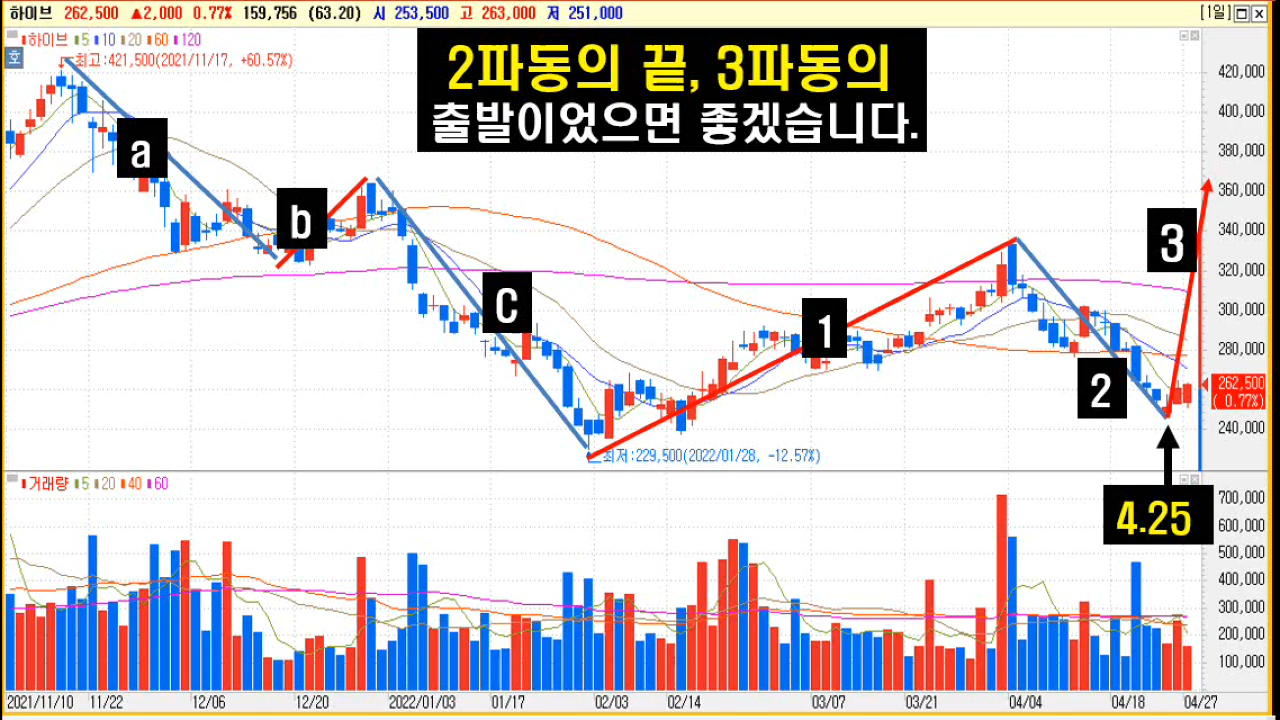 하이브 262,500 ▲2,000 0.77% 159,756 (63.20) 시 253,500 고 263,000 저 251,000 [1일]
하이브 5 10 20 60 120
호
최고:421,500(2021/11/17, +60.57%)
2파동의 끝, 3파동의
출발이었으면 좋겠습니다.
a
b
C
1
2
3
420,000
400,000
380,000
360,000
340,000
320,000
300,000
280,000
262,500
( 0.77%)
240,000
최저:229,500(2022/01/28, -12.57%)
4.25
거래량 5 20 40 60
700,000
600,000
500,000
400,000
300,000
200,000
100,000
2021/11/10 11/22 12/06 12/20 2022/01/03 01/17 02/03 02/14 03/07 03/21 04/04 04/18 04/27